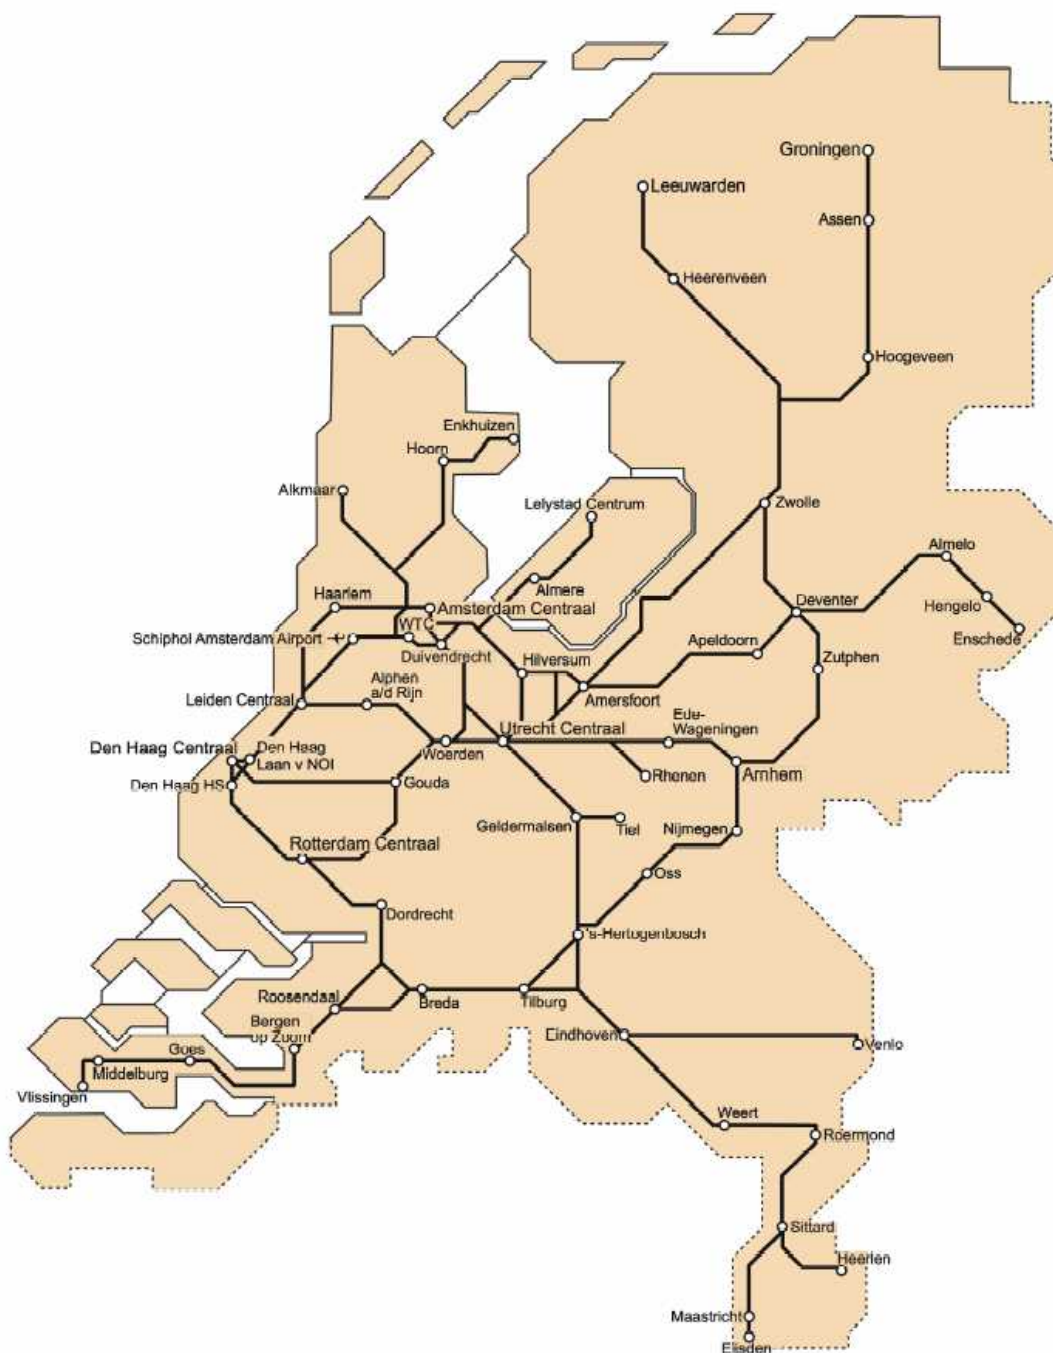 Groningen
Leeuwarden
Assen
Heerenveen
Hoogeveen
Enkhuizen
Hoorn
Alkmaar
Lelystad Centrum
Zwolle
Almelo
Almere
Haarlem
Amsterdam Centraal
Deventer
Hengelo
WTC
Schiphol Amsterdam Airport
Enschede
Duivendrecht
Hilversum
Apeldoorn
Zutphen
Alphen
a/d Rijn
Leiden Centraal
Amersfoort
Utrecht Centraal
Ede-
Wageningen
Den Haag Centraal
Den Haag
Laan v NOI
Woerden
Arnhem
Rhenen
Den Haag HS
Gouda
Geldermalsen
Tiel
Nijmegen
Rotterdam Centraal
Oss
Dordrecht
's-Hertogenbosch
Roosendaal
Breda
Tilburg
Bergen
op Zoom
Eindhoven
Venlo
Goes
Middelburg
Vlissingen
Weert
Roermond
Sittard
Heerlen
Maastricht
Eijsden